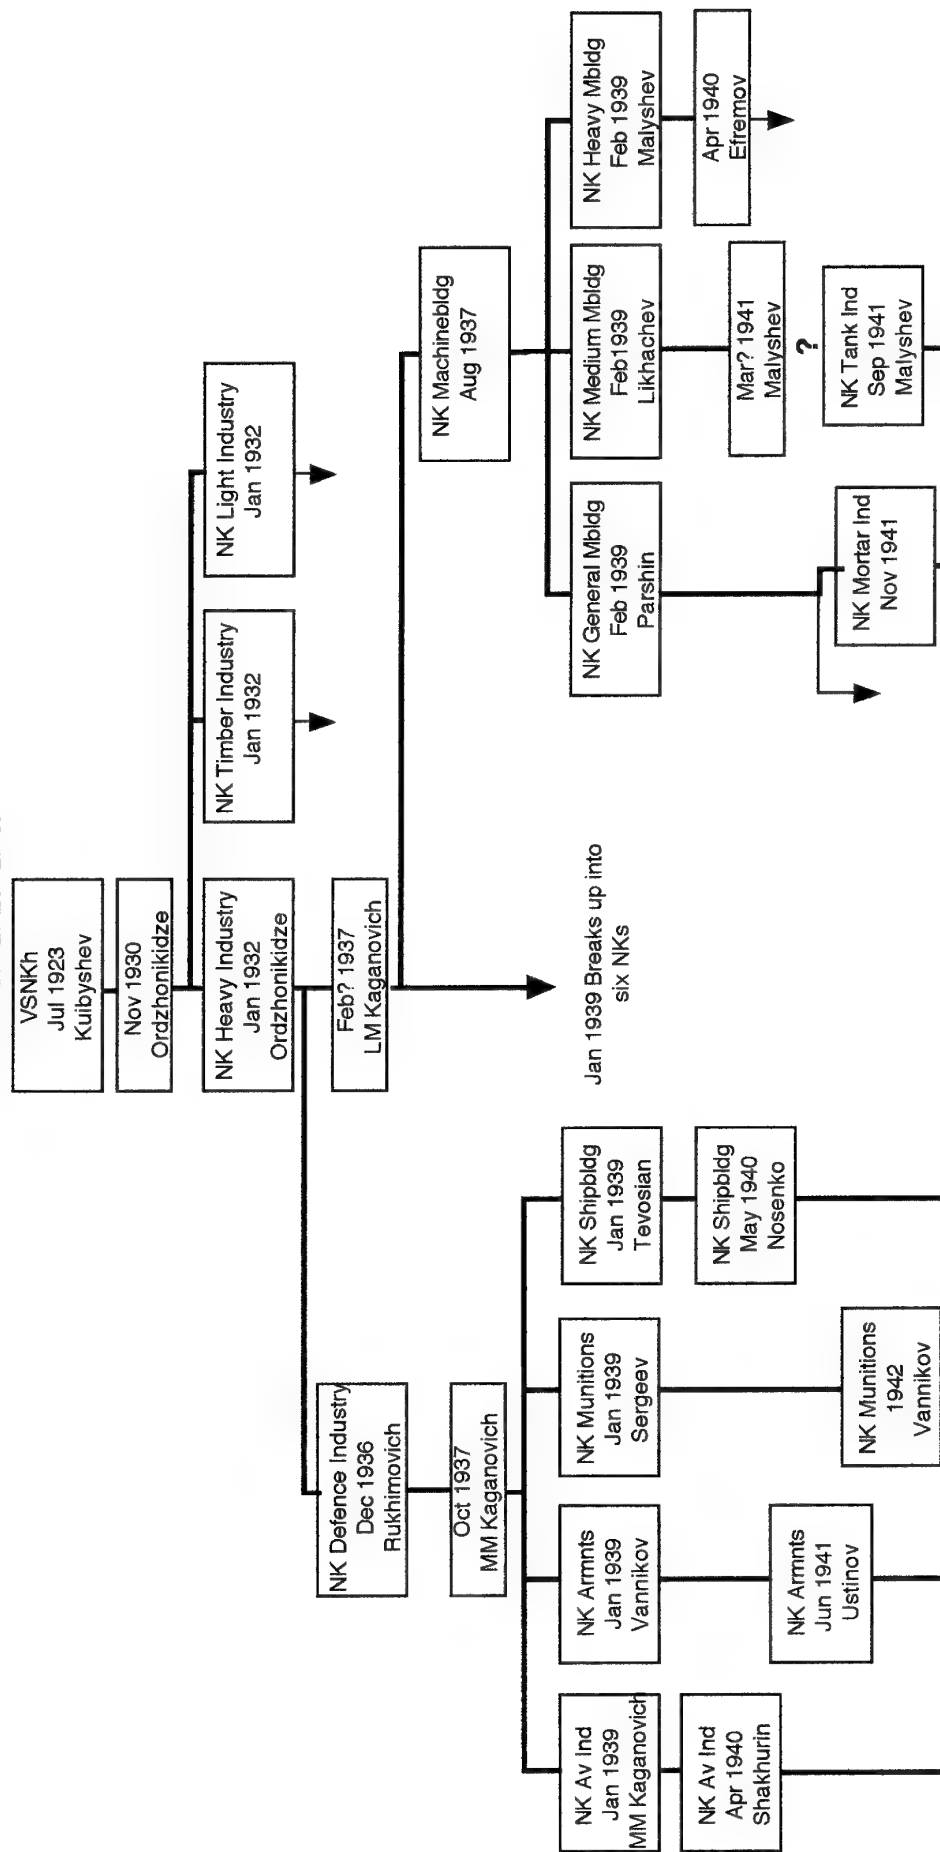 VSNKh
Jul 1923
Kuibyshev
Nov 1930
Ordzhonikidze
NK Heavy Industry
Jan 1932
Ordzhonikidze
NK Timber Industry
Jan 1932
NK Light Industry
Jan 1932
NK Defence Industry
Dec 1936
Rukhimovich
Feb? 1937
LM Kaganovich
NK Machinebldg
Aug 1937
Oct 1937
MM Kaganovich
NK Av Ind
Jan 1939
MM Kaganovich
NK Armnts
Jan 1939
Vannikov
NK Munitions
Jan 1939
Sergeev
NK Shipbldg
Jan 1939
Tevosian
Jan 1939 Breaks up into
six NKs
NK General Mbldg
Feb 1939
Parshin
NK Medium Mbldg
Feb1939
Likhachev
NK Heavy Mbldg
Feb 1939
Malyshev
NK Av Ind
Apr 1940
Shakhurin
NK Shipbldg
May 1940
Nosenko
Apr 1940
Efremov
Mar? 1941
Malyshev
?
NK Armnts
Jun 1941
Ustinov
NK Munitions
1942
Vannikov
NK Mortar Ind
Nov 1941
NK Tank Ind
Sep 1941
Malyshev